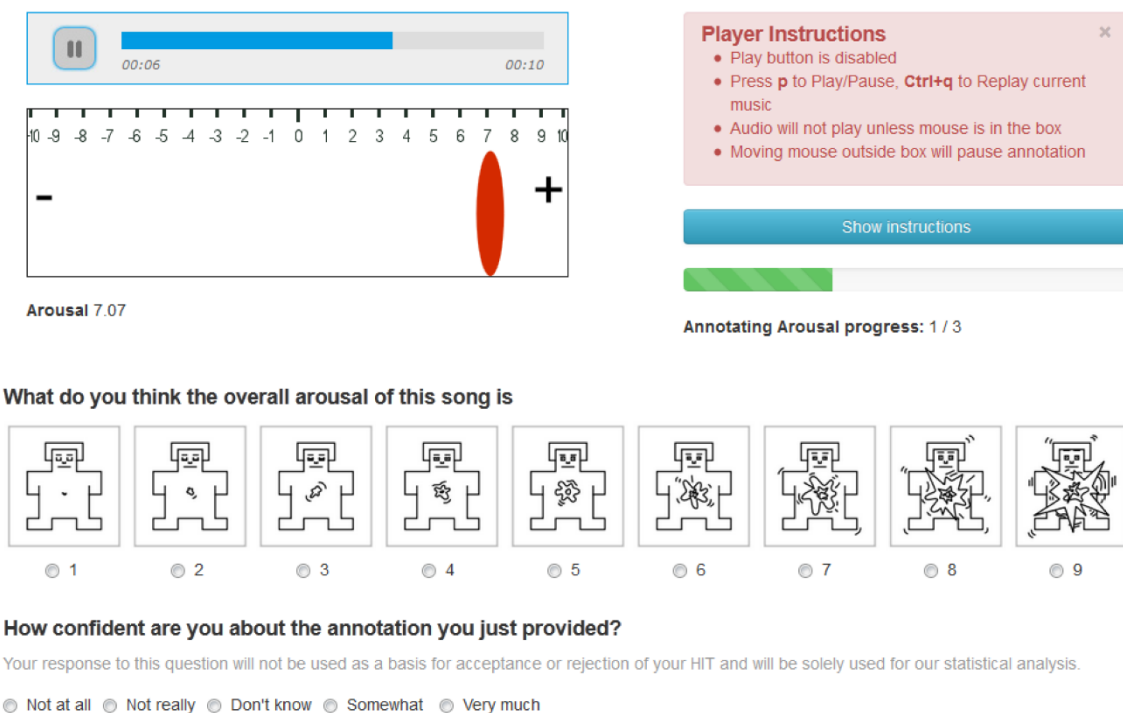 00:06 00:10
-10 -9 -8 -7 -6 -5 -4 -3 -2 -1 0 1 2 3 4 5 6 7 8 9 10
- +
Arousal 7.07
Player Instructions ×
• Play button is disabled
• Press p to Play/Pause, Ctrl+q to Replay current
music
• Audio will not play unless mouse is in the box
• Moving mouse outside box will pause annotation
Show instructions
Annotating Arousal progress: 1 / 3
What do you think the overall arousal of this song is
1 2 3 4 5 6 7 8 9
How confident are you about the annotation you just provided?
Your response to this question will not be used as a basis for acceptance or rejection of your HIT and will be solely used for our statistical analysis.
Not at all Not really Don't know Somewhat Very much